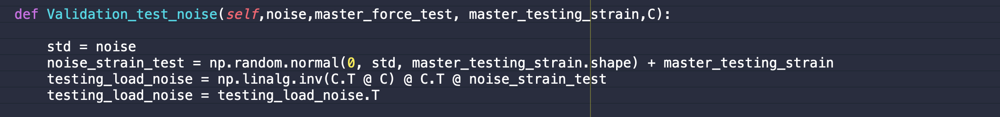 def Validation_test_noise(self,noise,master_force_test, master_testing_strain,C):
std = noise
noise_strain_test = np.random.normal(0, std, master_testing_strain.shape) + master_testing_strain
testing_load_noise = np.linalg.inv(C.T @ C) @ C.T @ noise_strain_test
testing_load_noise = testing_load_noise.T